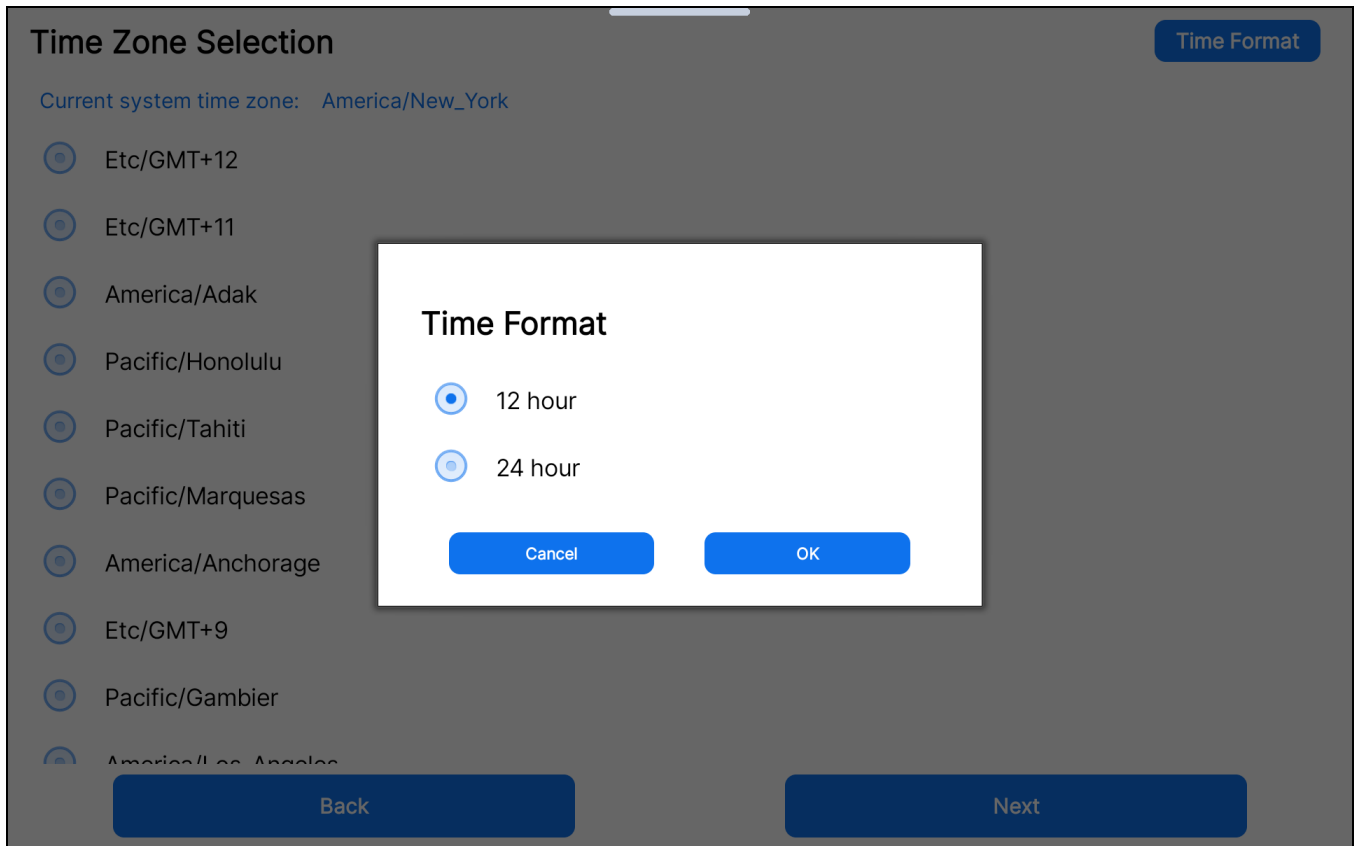 Time Zone Selection
Time Format
Current system time zone: America/New_York
Etc/GMT+12
Etc/GMT+11
America/Adak
Pacific/Honolulu
Pacific/Tahiti
Pacific/Marquesas
America/Anchorage
Etc/GMT+9
Pacific/Gambier
America/Los_Angeles
Time Format
12 hour
24 hour
Cancel
OK
Back
Next